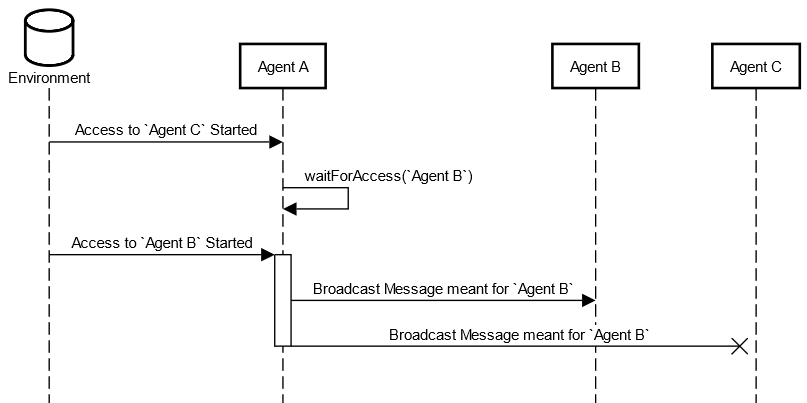 Environment
Agent A
Agent B
Agent C
Access to `Agent C` Started
waitForAccess(`Agent B`)
Access to `Agent B` Started
Broadcast Message meant for `Agent B`
Broadcast Message meant for `Agent B`